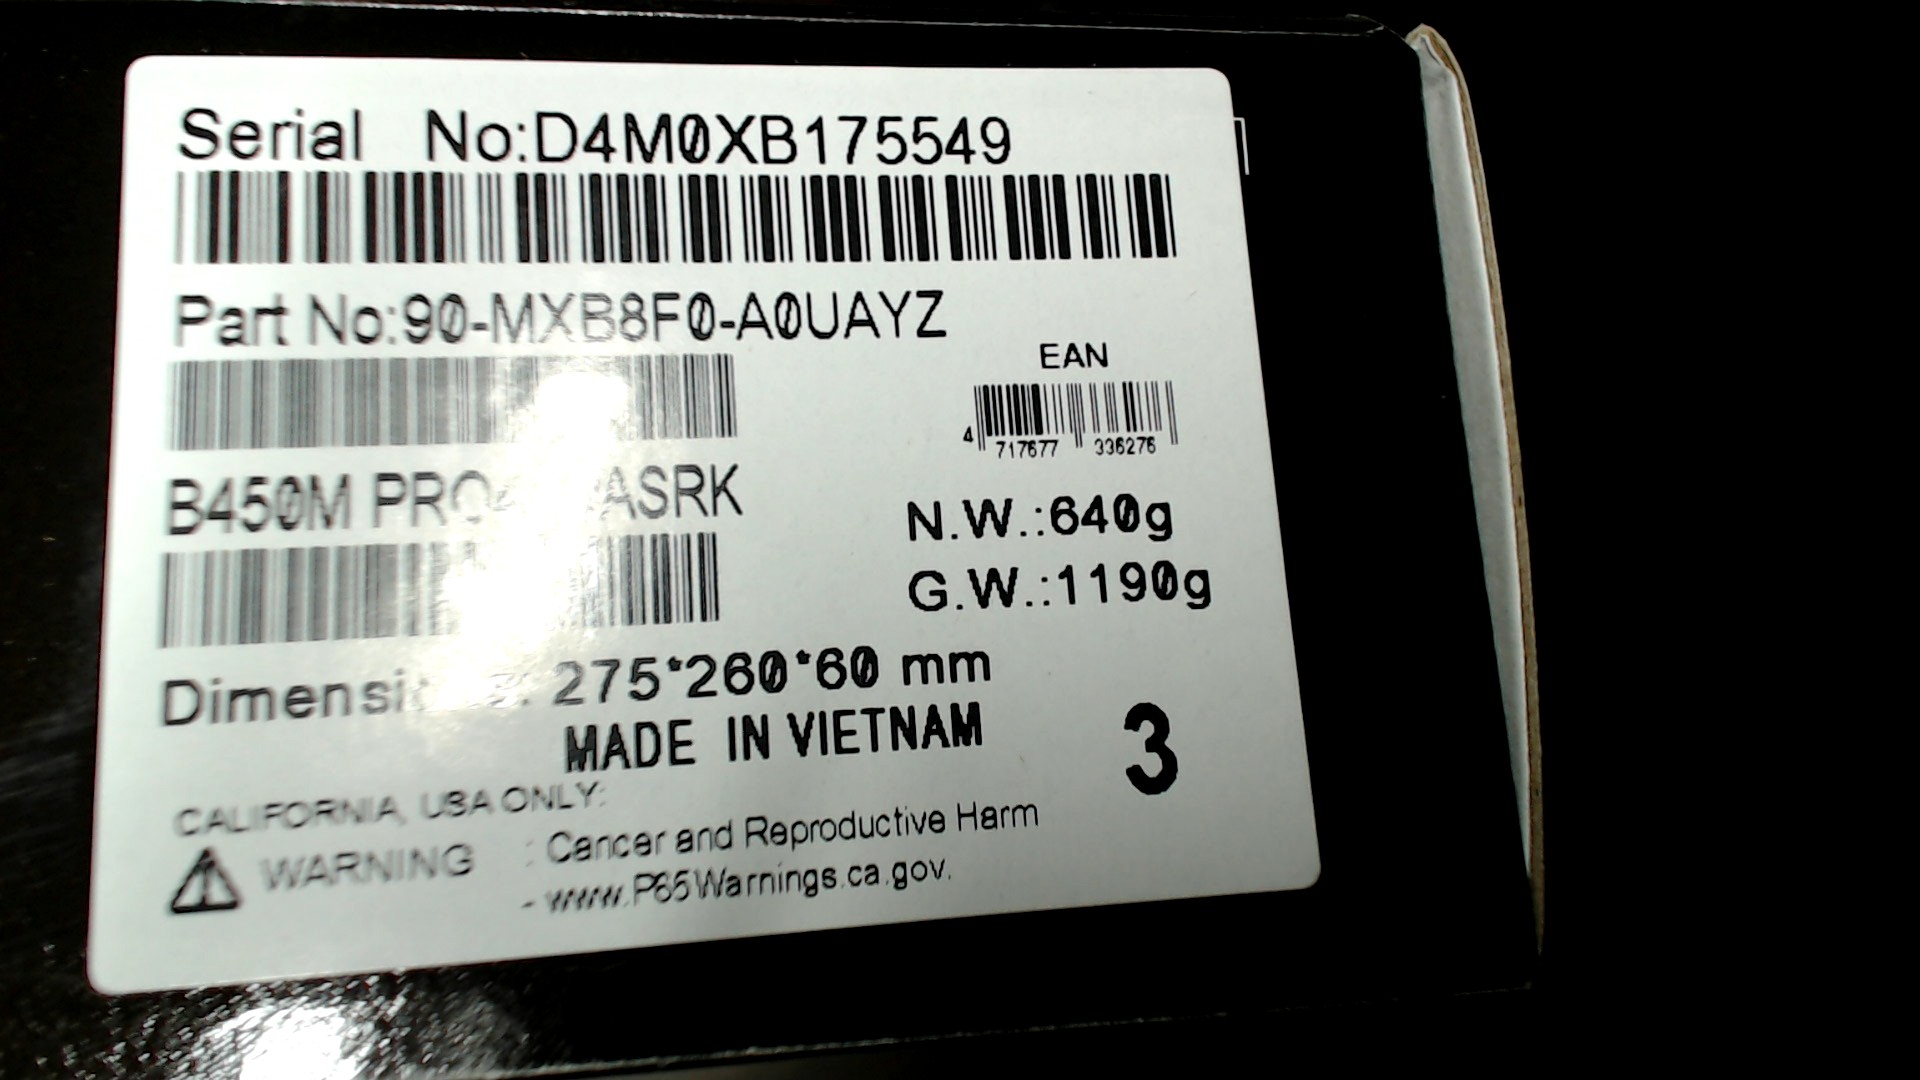 Serial No:D4M0XB175549
Part No:90-MXB8F0-A0UAYZ
EAN
4 717677 336276
B450M ASRK
N.W.:640g
G.W.:1190g
275*260*60 mm
MADE IN VIETNAM
3
CALIFORNIA, USA ONLY:
WARNING : Cancer and Reproductive Harm
- www.P65Warnings.ca.gov.